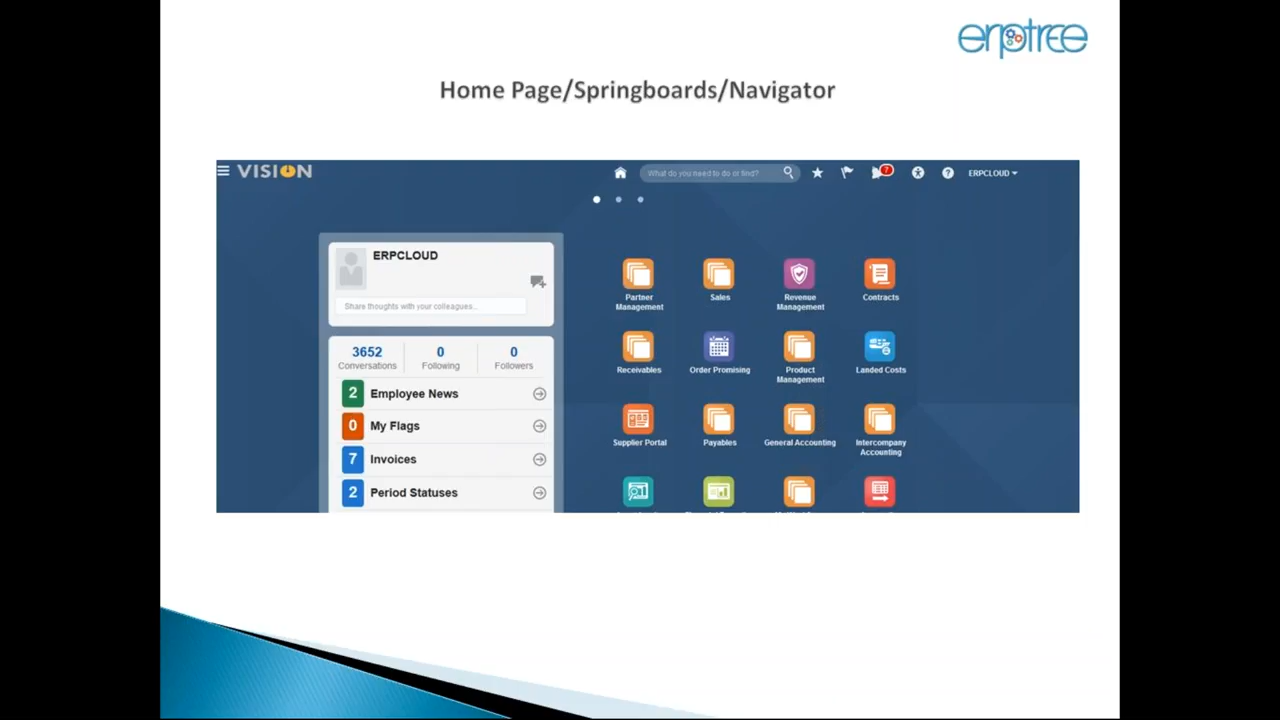 erptree
Home Page/Springboards/Navigator
VISION
What do you need to do or find?
7
ERPCLOUD
ERPCLOUD
Share thoughts with your colleagues...
3652
Conversations
0
Following
0
Followers
2 Employee News
0 My Flags
7 Invoices
2 Period Statuses
Partner
Management
Sales
Revenue
Management
Contracts
Receivables
Order Promising
Product
Management
Landed Costs
Supplier Portal
Payables
General Accounting
Intercompany
Accounting